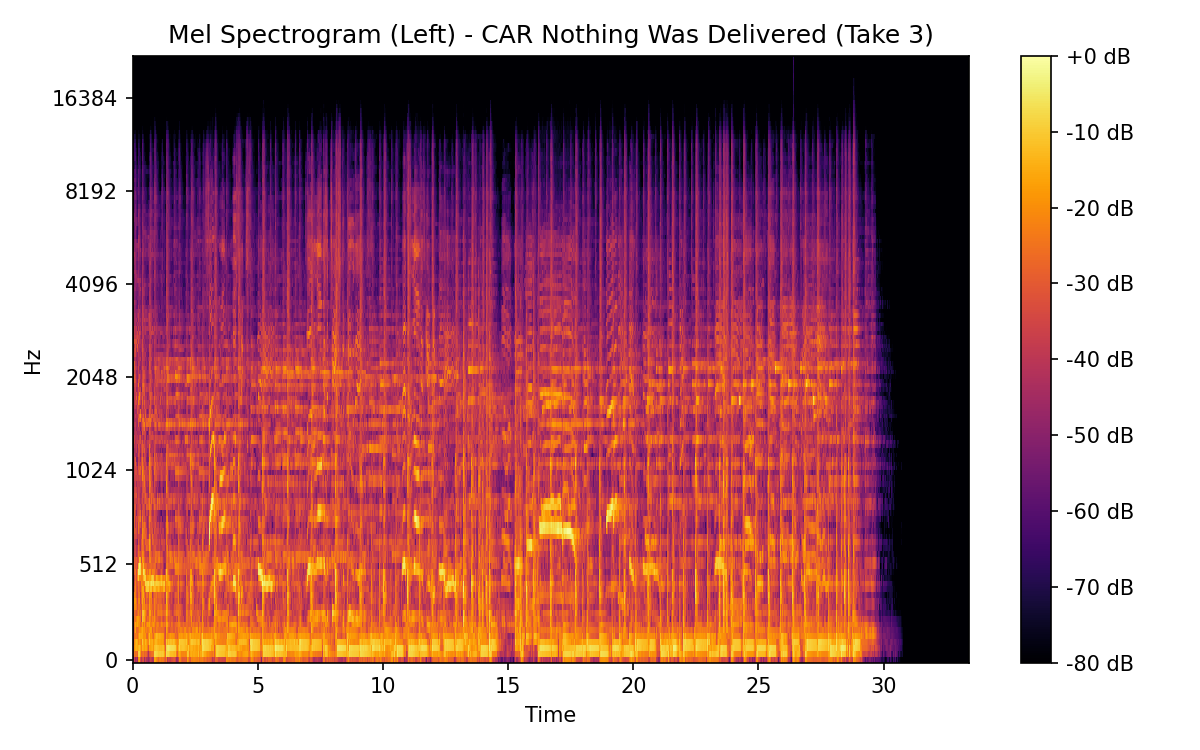 Mel Spectrogram (Left) - CAR Nothing Was Delivered (Take 3)
16384
8192
4096
2048
1024
512
0
Hz
0 5 10 15 20 25 30
Time
+0 dB
-10 dB
-20 dB
-30 dB
-40 dB
-50 dB
-60 dB
-70 dB
-80 dB